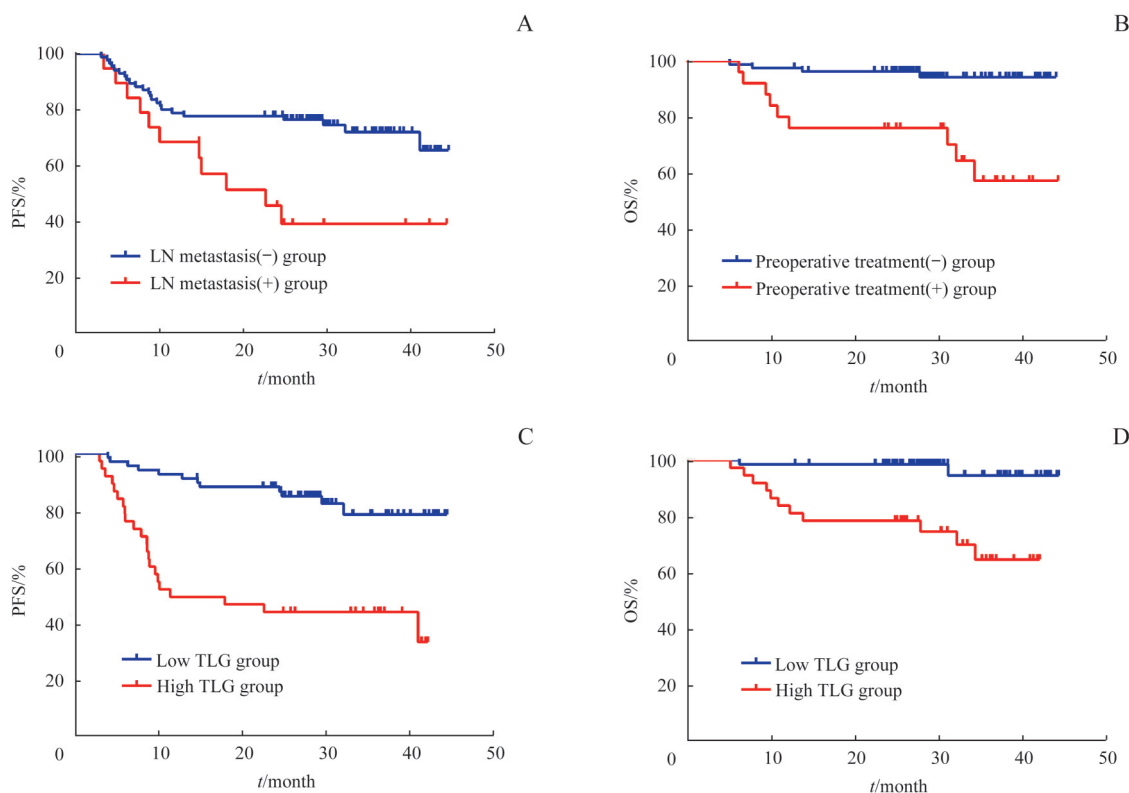 A
100
80
60
40
20
0
PFS/%
LN metastasis(−) group
LN metastasis(+) group
10 20 30 40 50
t/month
B
100
80
60
40
20
0
OS/%
Preoperative treatment(−) group
Preoperative treatment(+) group
10 20 30 40 50
t/month
C
100
80
60
40
20
0
PFS/%
Low TLG group
High TLG group
10 20 30 40 50
t/month
D
100
80
60
40
20
0
OS/%
Low TLG group
High TLG group
10 20 30 40 50
t/month